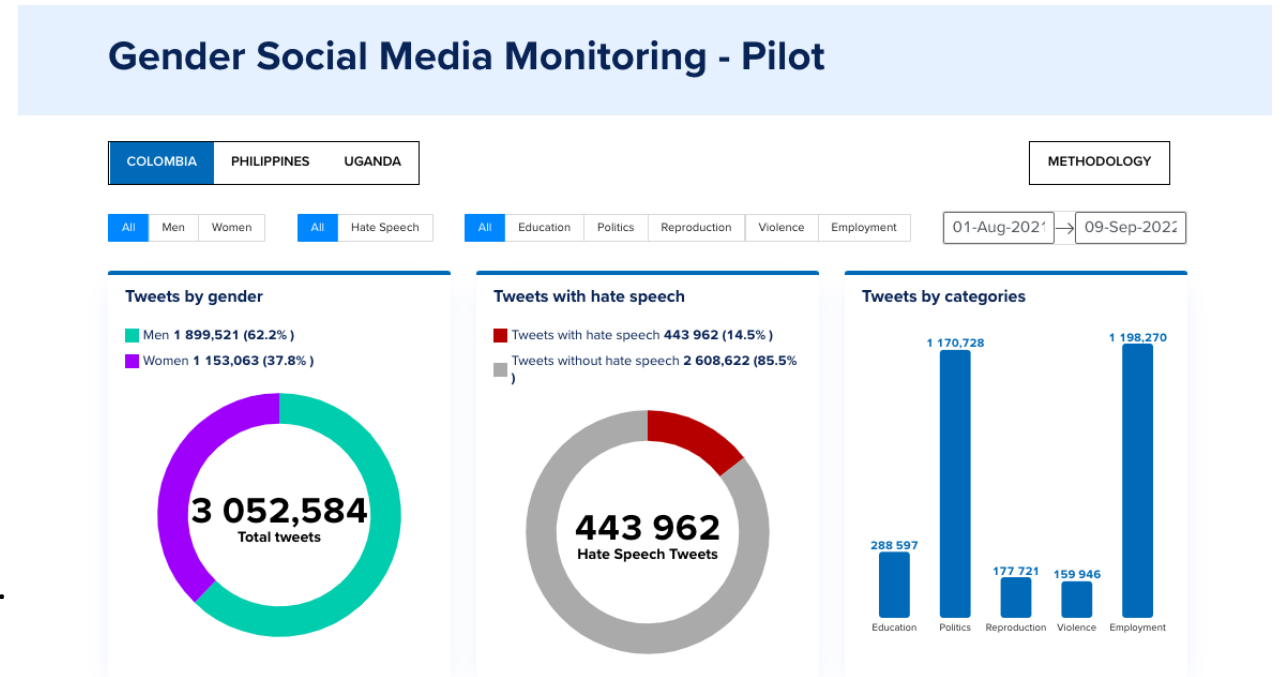 Gender Social Media Monitoring - Pilot
COLOMBIA PHILIPPINES UGANDA
METHODOLOGY
All Men Women
All Hate Speech
All Education Politics Reproduction Violence Employment
01-Aug-2021 → 09-Sep-2022
Tweets by gender
Men 1 899,521 (62.2% )
Women 1 153,063 (37.8% )
3 052,584
Total tweets
Tweets with hate speech
Tweets with hate speech 443 962 (14.5% )
Tweets without hate speech 2 608,622 (85.5%
)
443 962
Hate Speech Tweets
Tweets by categories
1 170,728
1 198,270
288 597
177 721
159 946
Education Politics Reproduction Violence Employment